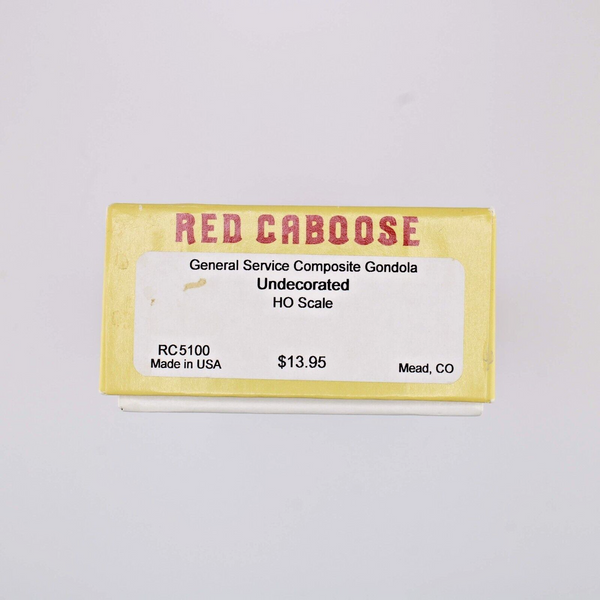 RED CABOOSE
General Service Composite Gondola
Undecorated
HO Scale
RC5100
Made in USA
$13.95
Mead, CO